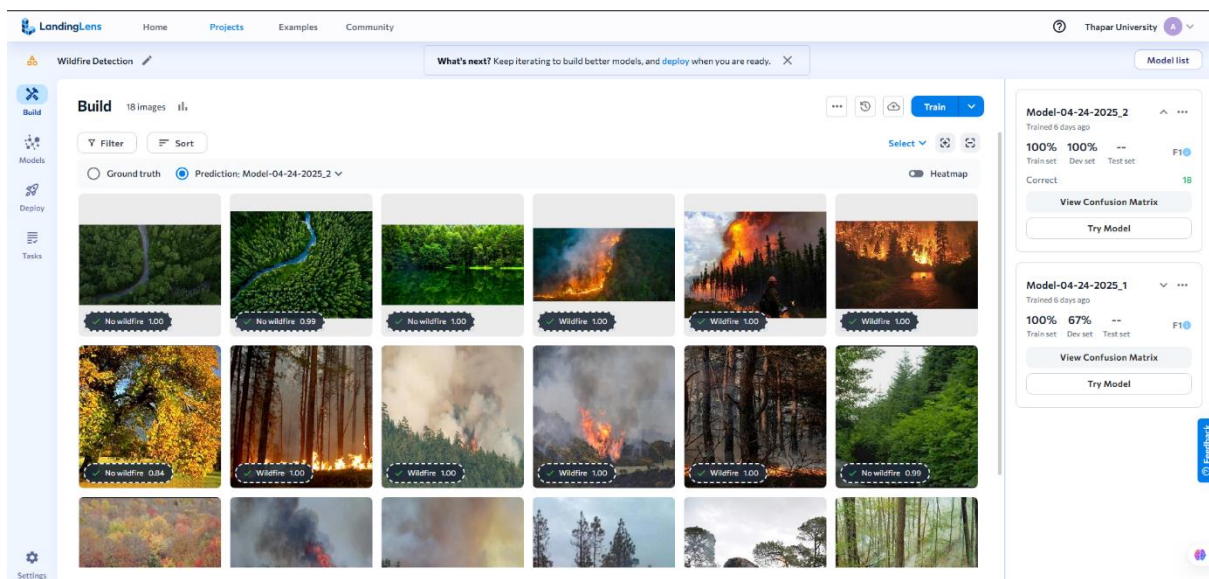 LandingLens Home Projects Examples Community Thapar University A
Wildfire Detection What's next? Keep iterating to build better models, and deploy when you are ready. Model list
Build
Models
Deploy
Tasks
Settings
Build 18 images ... Train
Filter Sort Select
Ground truth Prediction: Model-04-24-2025_2 Heatmap
No wildfire 1.00 No wildfire 0.99 No wildfire 1.00 Wildfire 1.00 Wildfire 1.00 Wildfire 1.00
No wildfire 0.84 Wildfire 1.00 Wildfire 1.00 Wildfire 1.00 Wildfire 1.00 No wildfire 0.99
Model-04-24-2025_2 ...
Trained 6 days ago
100% 100% -- F1
Train set Dev set Test set
Correct 18
View Confusion Matrix
Try Model
Model-04-24-2025_1 ...
Trained 6 days ago
100% 67% -- F1
Train set Dev set Test set
View Confusion Matrix
Try Model
Feedback